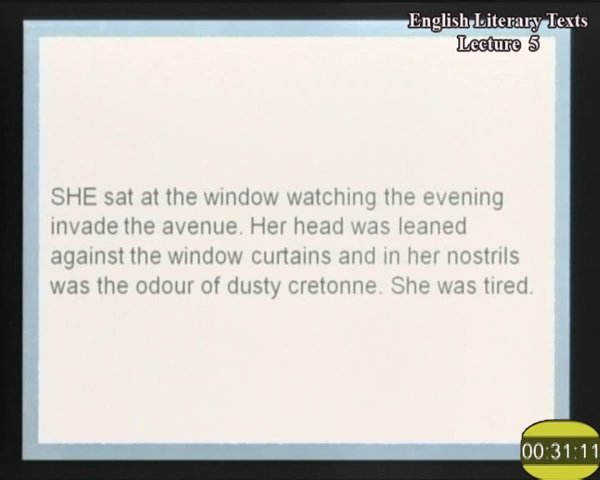 English Literary Texts
Lecture 5
SHE sat at the window watching the evening
invade the avenue. Her head was leaned
against the window curtains and in her nostrils
was the odour of dusty cretonne. She was tired.
00:31:11